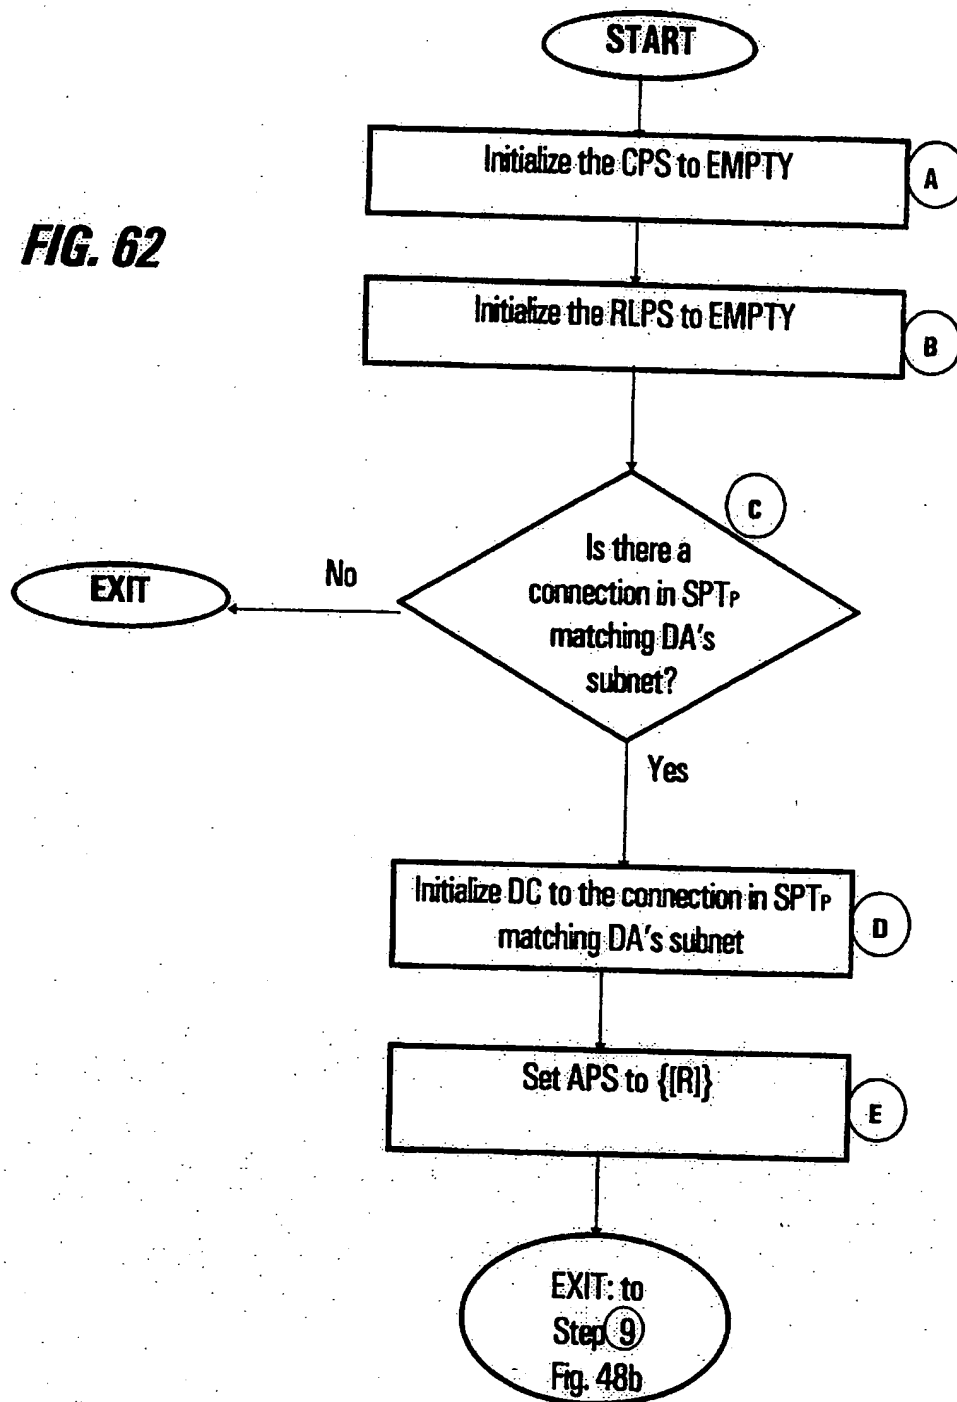 START
Initialize the CPS to EMPTY
A
FIG. 62
Initialize the RLPS to EMPTY
B
C
Is there a
connection in SPTP
matching DA's
subnet?
No
EXIT
Yes
Initialize DC to the connection in SPTP
matching DA's subnet
D
Set APS to {[R]}
E
EXIT: to
Step 9
Fig. 48b